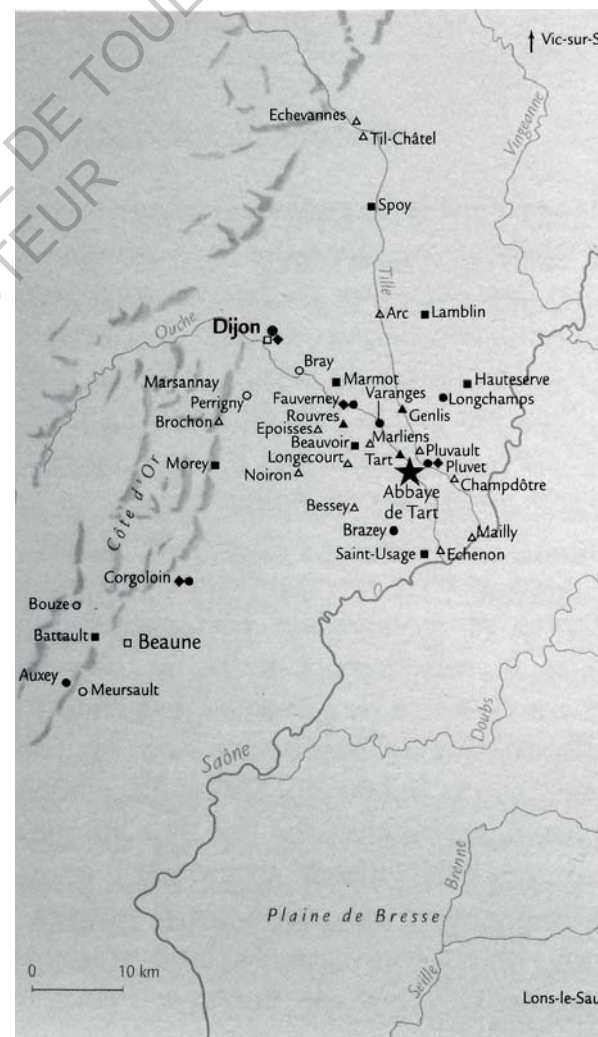 DE TOUL
TEUR
Vic-sur-S
Vingeanne
Echevannes
Til-Châtel
Spoy
Tille
Arc
Lamblin
Ouche
Dijon
Bray
Marsannay
Perrigny
Brochon
Marmot
Varanges
Hauteserve
Longchamps
Fauverney
Rouvres
Genlis
Epoisses
Beauvoir
Marliens
Pluvault
Longecourt
Tart
Pluvet
Morey
Noiron
Champdôtre
Abbaye
de Tart
Côte d'Or
Bessey
Brazey
Mailly
Saint-Usage
Echenon
Corgoloin
Bouze
Battault
Beaune
Auxey
Meursault
Doubs
Saône
Brenne
Plaine de Bresse
Seille
0 10 km
Lons-le-Sau